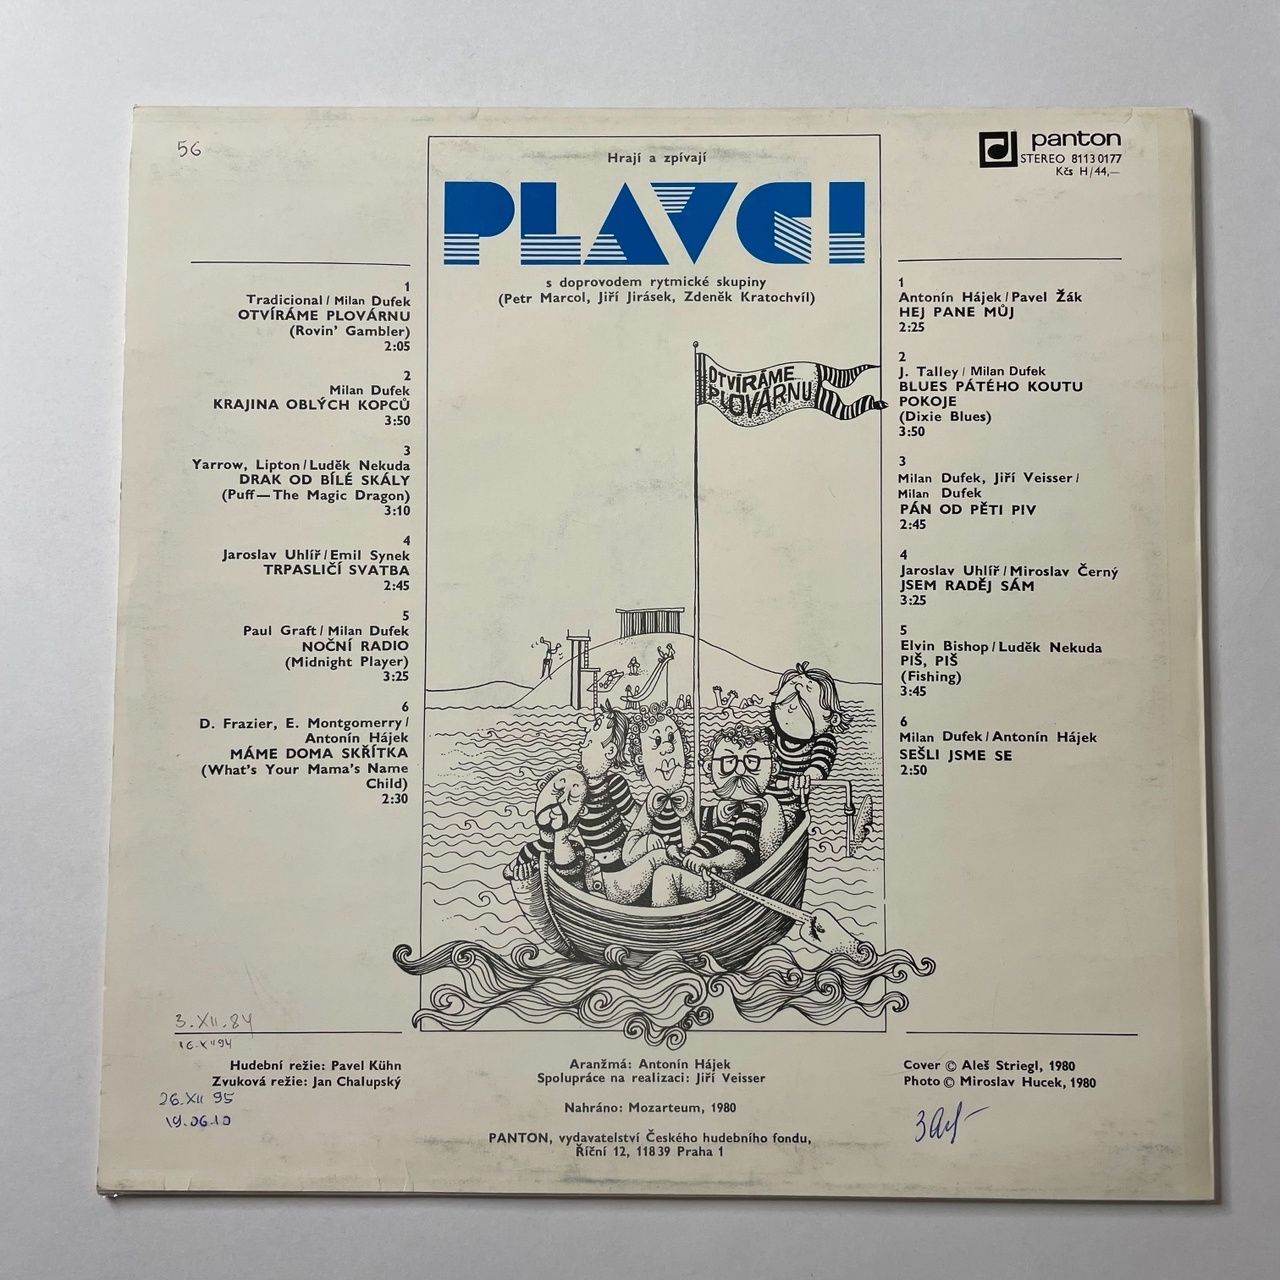 56
Hrají a zpívají
PLAVCI
s doprovodem rytmické skupiny
(Petr Marcol, Jiří Jirásek, Zdeněk Kratochvíl)
panton
STEREO 8113 0177
Kčs H/44,—
1
Tradicional / Milan Dufek
OTVÍRÁME PLOVÁRNU
(Rovin' Gambler)
2:05
2
Milan Dufek
KRAJINA OBLÝCH KOPCŮ
3:50
3
Yarrow, Lipton / Luděk Nekuda
DRAK OD BÍLÉ SKÁLY
(Puff — The Magic Dragon)
3:10
4
Jaroslav Uhlíř / Emil Synek
TRPASLIČÍ SVATBA
2:45
5
Paul Graft / Milan Dufek
NOČNÍ RADIO
(Midnight Player)
3:25
6
D. Frazier, E. Montgomerry /
Antonín Hájek
MÁME DOMA SKŘÍTKA
(What's Your Mama's Name
Child)
2:30
OTVÍRÁME
PLOVÁRNU
1
Antonín Hájek / Pavel Žák
HEJ PANE MŮJ
2:25
2
J. Talley / Milan Dufek
BLUES PÁTÉHO KOUTU
POKOJE
(Dixie Blues)
3:50
3
Milan Dufek, Jiří Veisser /
Milan Dufek
PÁN OD PĚTI PIV
2:45
4
Jaroslav Uhlíř / Miroslav Černý
JSEM RADĚJ SÁM
3:25
5
Elvin Bishop / Luděk Nekuda
PIŠ, PIŠ
(Fishing)
3:45
6
Milan Dufek / Antonín Hájek
SEŠLI JSME SE
2:50
3.XII.84
Hudební režie: Pavel Kühn
Zvuková režie: Jan Chalupský
26.XII 95
19.06.10
Aranžmá: Antonín Hájek
Spolupráce na realizaci: Jiří Veisser
Nahráno: Mozarteum, 1980
PANTON, vydavatelství Českého hudebního fondu,
Říční 12, 118 39 Praha 1
Cover © Aleš Striegl, 1980
Photo © Miroslav Hucek, 1980